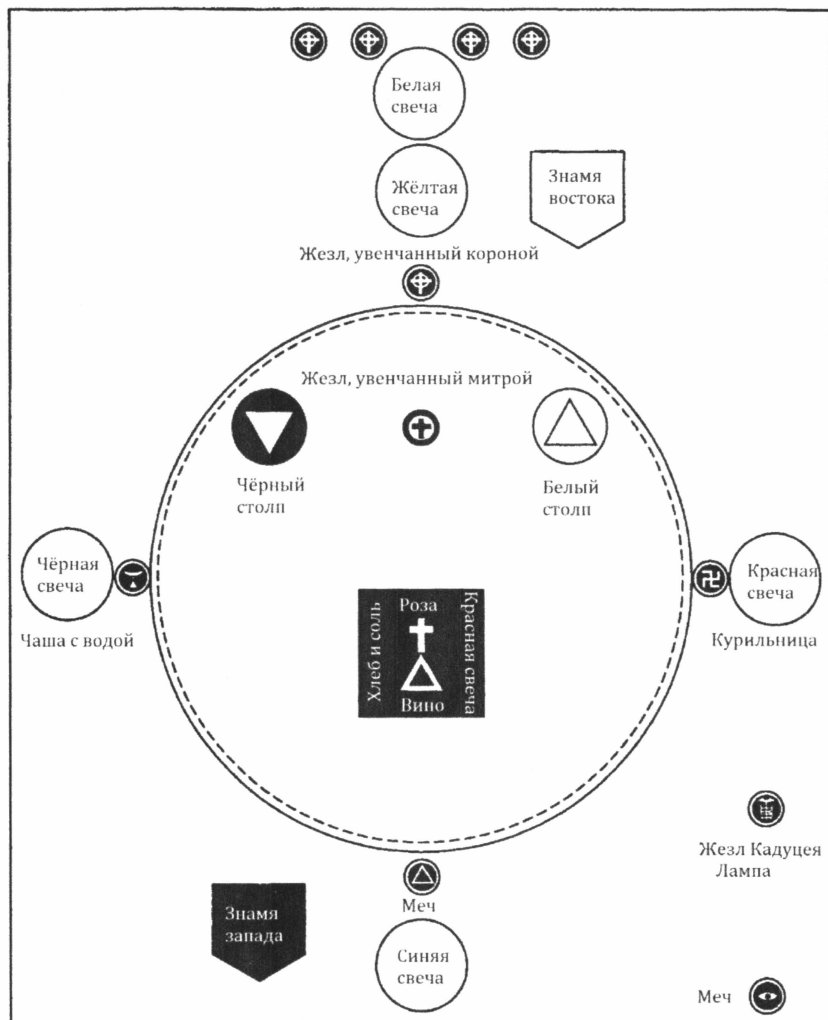 Белая
свеча
Жёлтая
свеча
Знамя
востока
Жезл, увенчанный короной
Жезл, увенчанный митрой
Чёрный
столп
Белый
столп
Чёрная
свеча
Красная
свеча
Чаша с водой
Курильница
Хлеб и соль
Роза
Вино
Красная свеча
Жезл Кадуцея
Лампа
Меч
Знамя
запада
Синяя
свеча
Меч